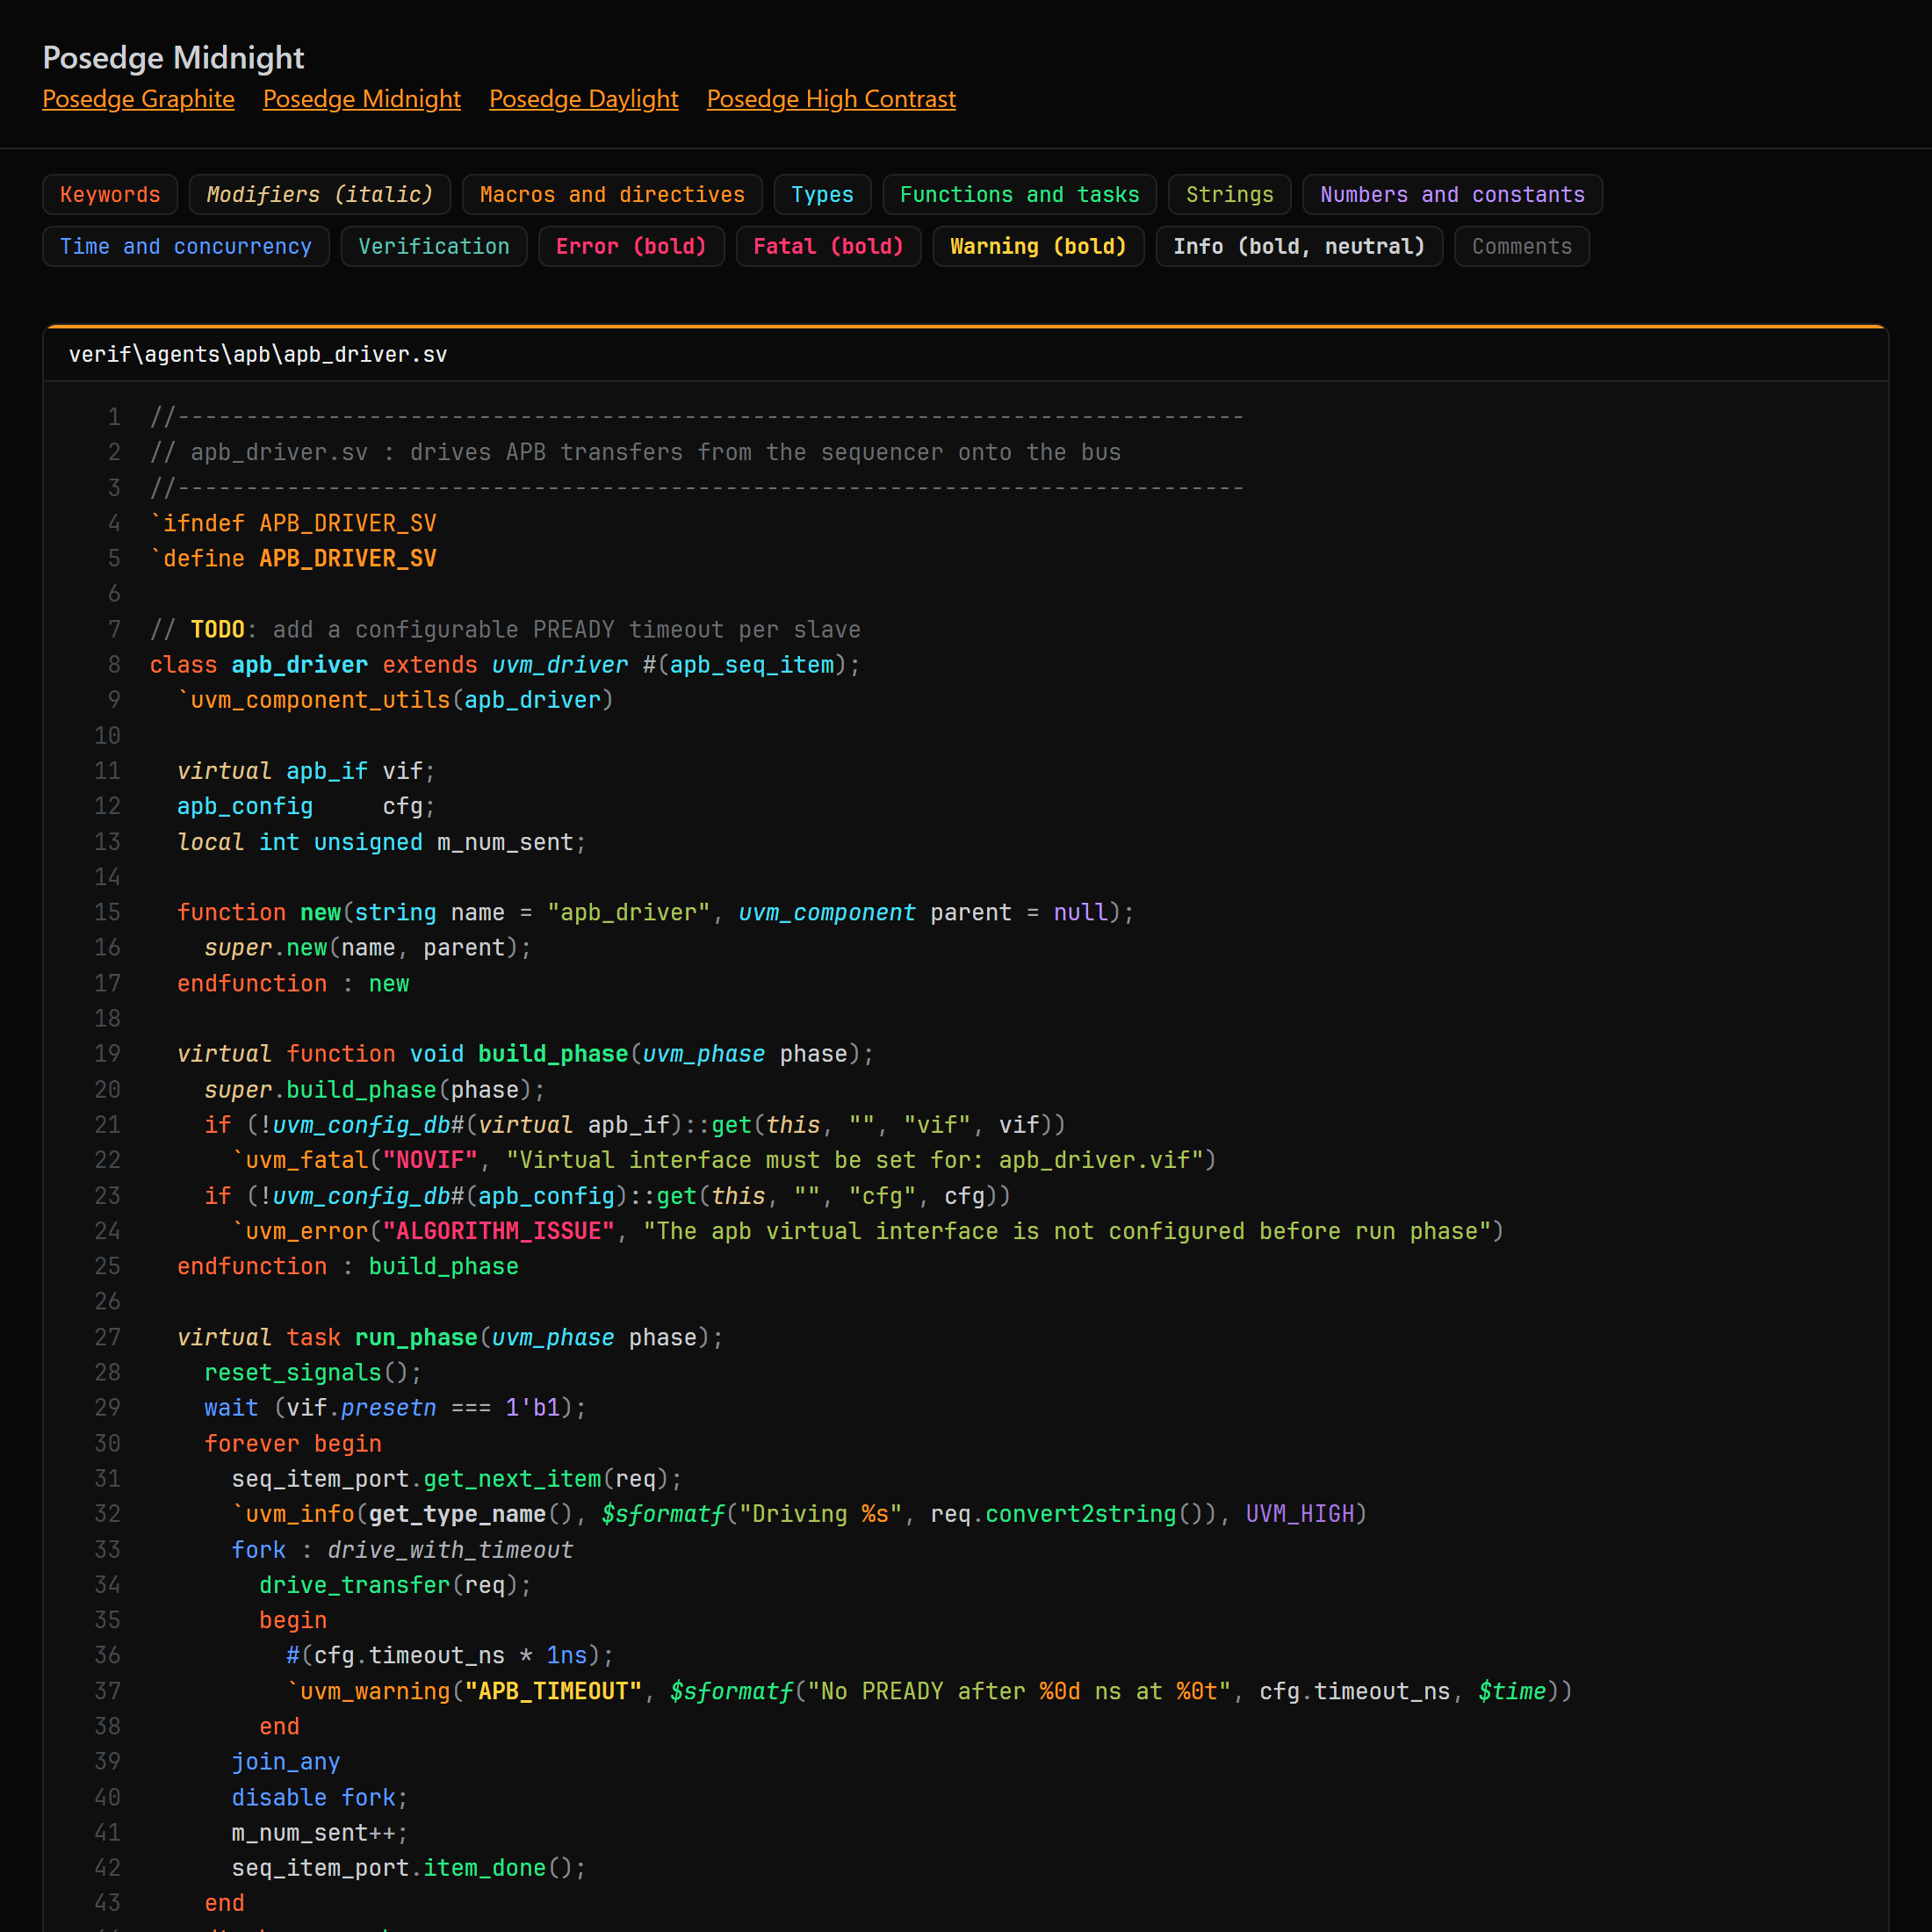 Posedge Midnight
Posedge Graphite Posedge Midnight Posedge Daylight Posedge High Contrast
Keywords Modifiers (italic) Macros and directives Types Functions and tasks Strings Numbers and constants
Time and concurrency Verification Error (bold) Fatal (bold) Warning (bold) Info (bold, neutral) Comments
verif\agents\apb\apb_driver.sv
1 //------------------------------------------------------------------------------
2 // apb_driver.sv : drives APB transfers from the sequencer onto the bus
3 //------------------------------------------------------------------------------
4 `ifndef APB_DRIVER_SV
5 `define APB_DRIVER_SV
6
7 // TODO: add a configurable PREADY timeout per slave
8 class apb_driver extends uvm_driver #(apb_seq_item);
9   `uvm_component_utils(apb_driver)
10
11   virtual apb_if vif;
12   apb_config     cfg;
13   local int unsigned m_num_sent;
14
15   function new(string name = "apb_driver", uvm_component parent = null);
16     super.new(name, parent);
17   endfunction : new
18
19   virtual function void build_phase(uvm_phase phase);
20     super.build_phase(phase);
21     if (!uvm_config_db#(virtual apb_if)::get(this, "", "vif", vif))
22       `uvm_fatal("NOVIF", "Virtual interface must be set for: apb_driver.vif")
23     if (!uvm_config_db#(apb_config)::get(this, "", "cfg", cfg))
24       `uvm_error("ALGORITHM_ISSUE", "The apb virtual interface is not configured before run phase")
25   endfunction : build_phase
26
27   virtual task run_phase(uvm_phase phase);
28     reset_signals();
29     wait (vif.presetn === 1'b1);
30     forever begin
31       seq_item_port.get_next_item(req);
32       `uvm_info(get_type_name(), $sformatf("Driving %s", req.convert2string()), UVM_HIGH)
33       fork : drive_with_timeout
34         drive_transfer(req);
35         begin
36           #(cfg.timeout_ns * 1ns);
37           `uvm_warning("APB_TIMEOUT", $sformatf("No PREADY after %0d ns at %0t", cfg.timeout_ns, $time))
38         end
39       join_any
40       disable fork;
41       m_num_sent++;
42       seq_item_port.item_done();
43     end